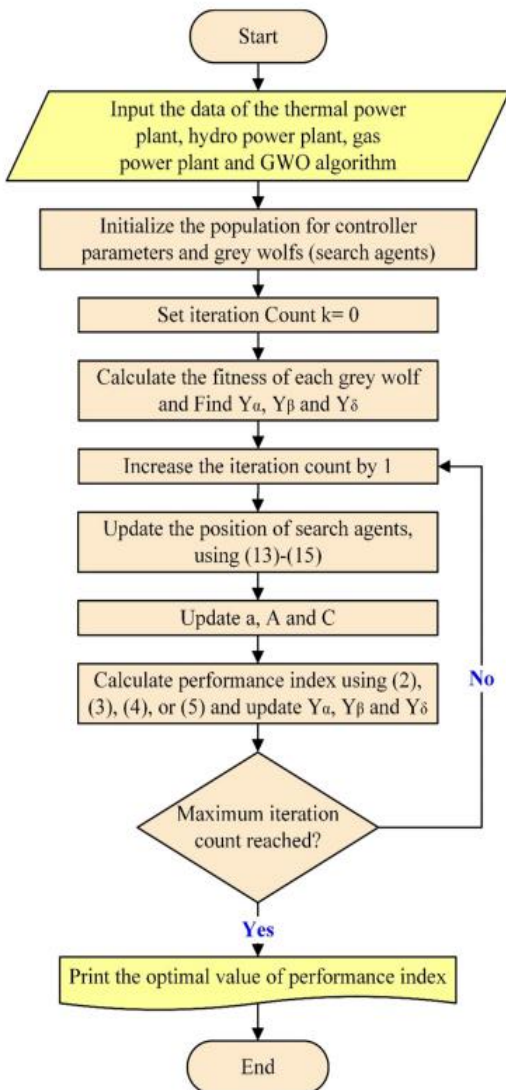 Start
Input the data of the thermal power
plant, hydro power plant, gas
power plant and GWO algorithm
Initialize the population for controller
parameters and grey wolfs (search agents)
Set iteration Count k= 0
Calculate the fitness of each grey wolf
and Find Yα, Yβ and Yδ
Increase the iteration count by 1
Update the position of search agents,
using (13)-(15)
Update a, A and C
Calculate performance index using (2),
(3), (4), or (5) and update Yα, Yβ and Yδ
No
Maximum iteration
count reached?
Yes
Print the optimal value of performance index
End